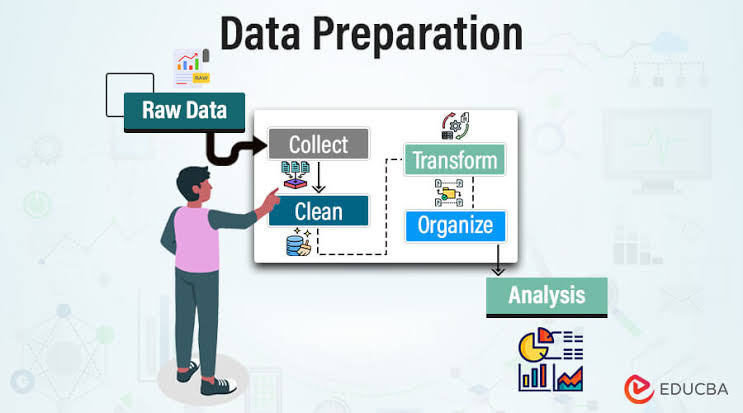 Data Preparation
RAW
Raw Data
Collect
Clean
Transform
Organize
Analysis
EDUCBA